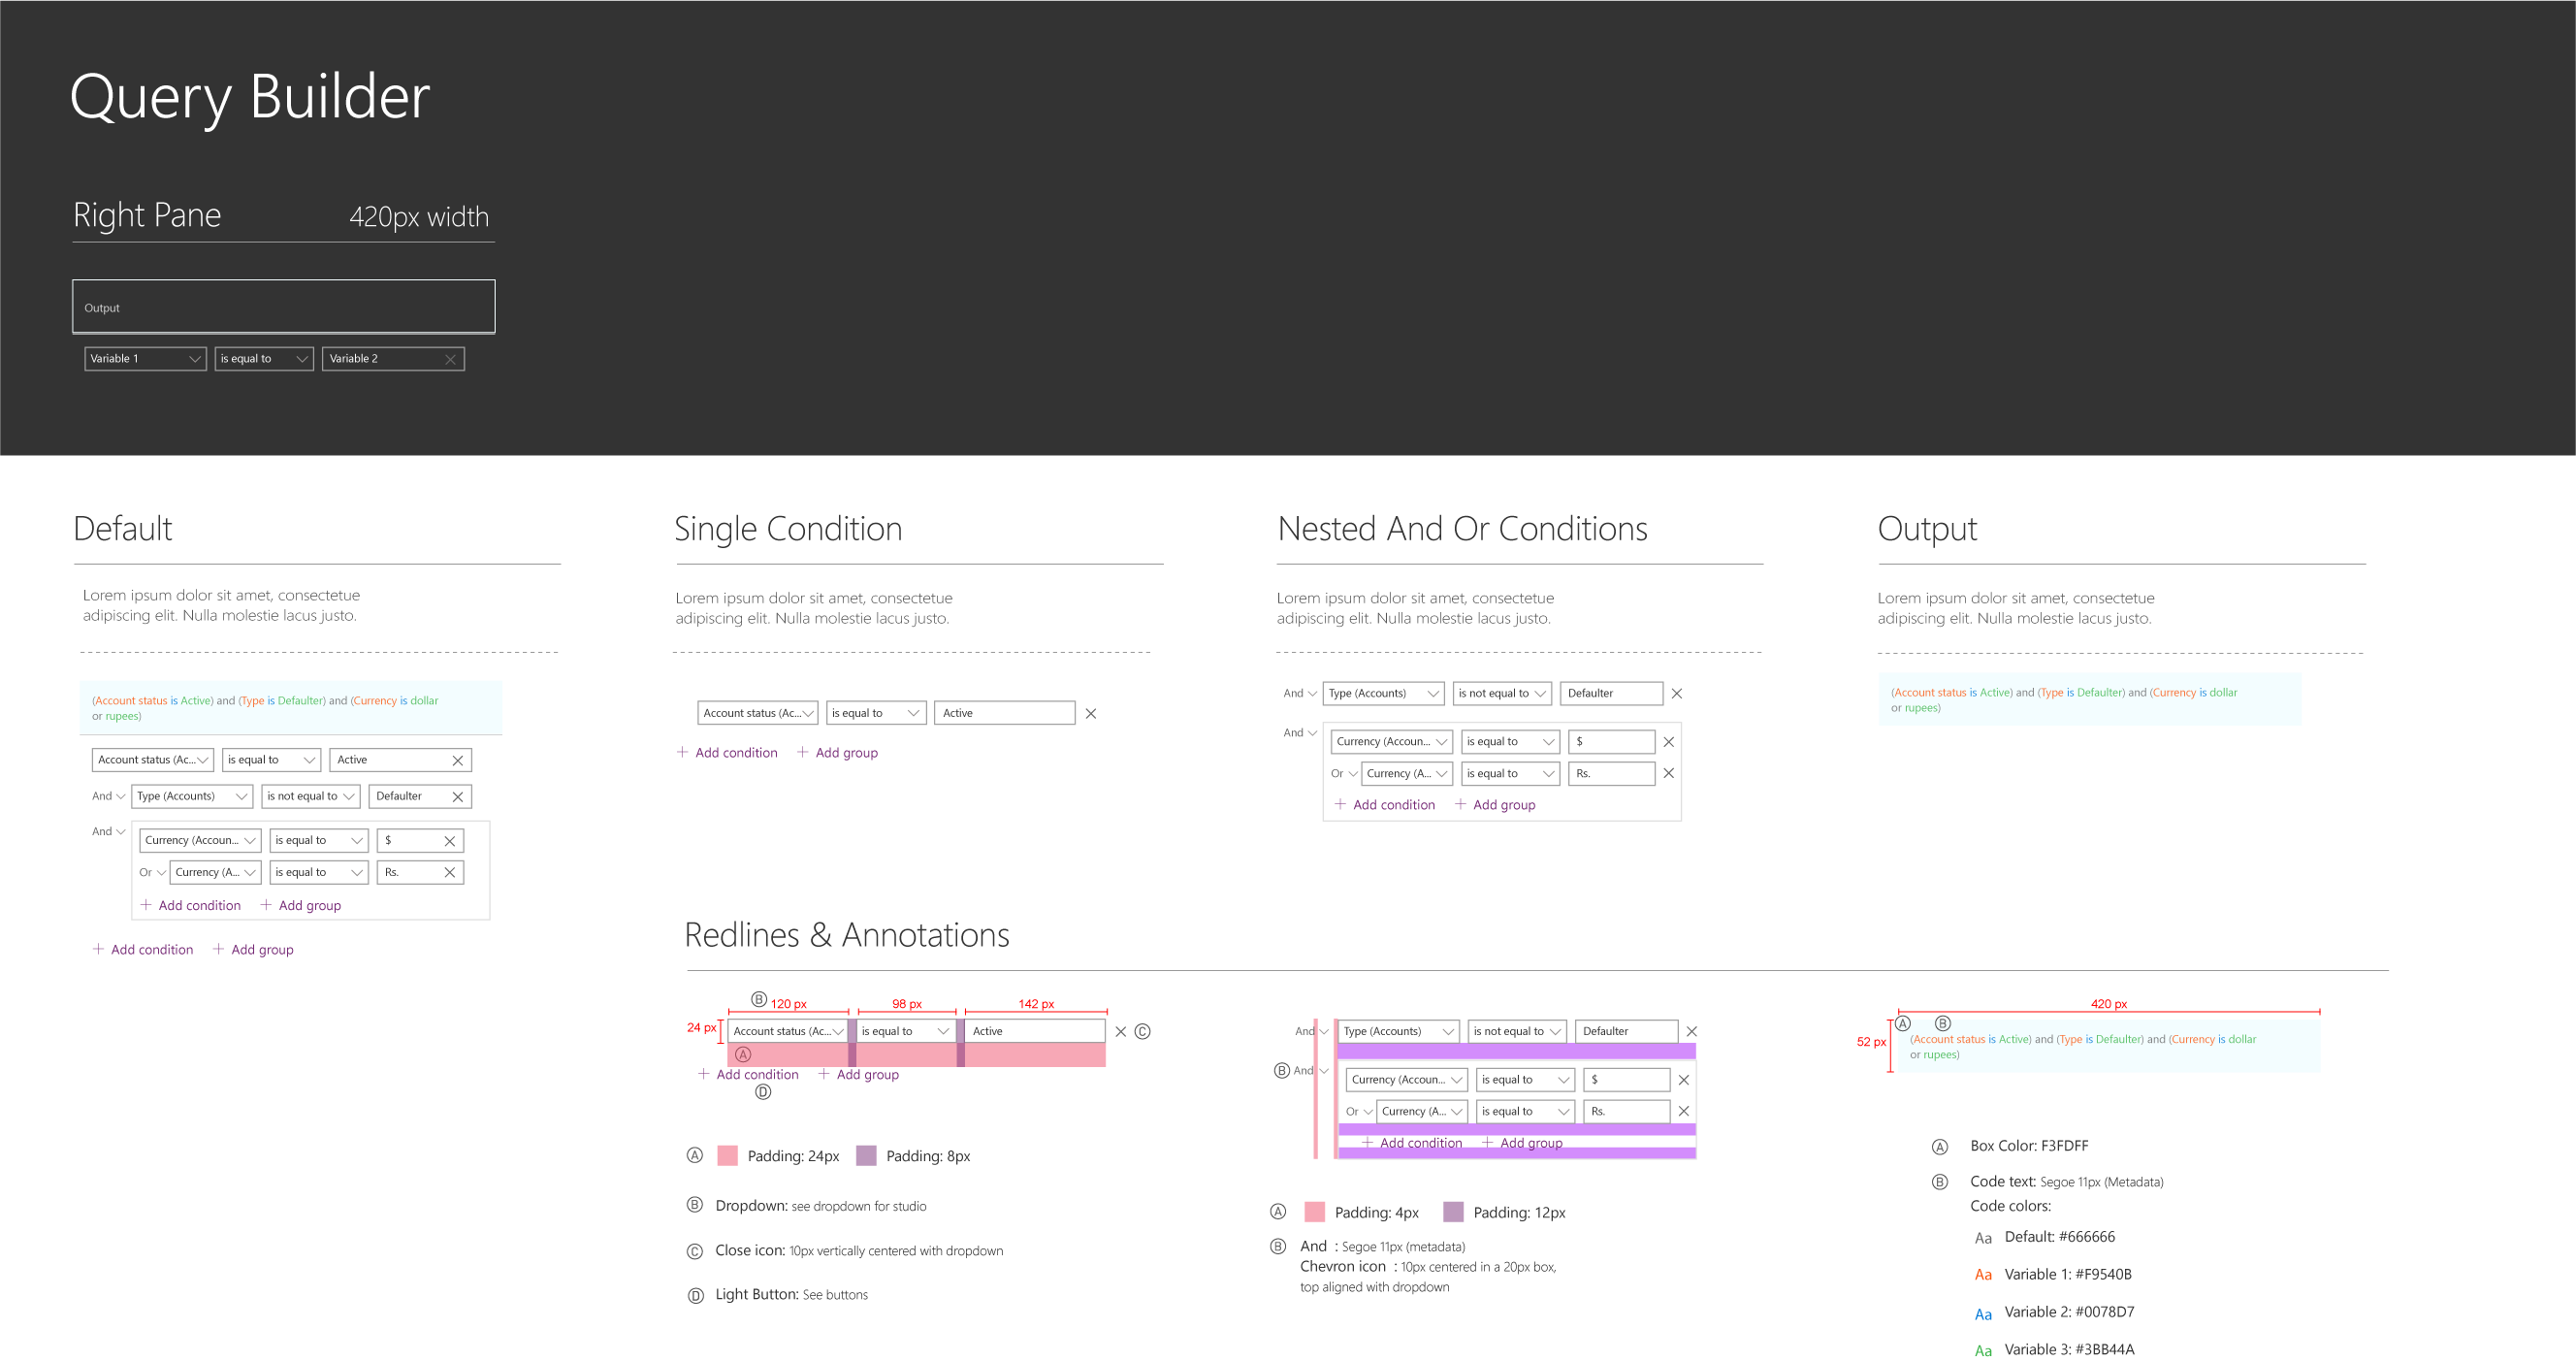 Query Builder
Right Pane 420px width
Output
Variable 1 is equal to Variable 2
Default
Lorem ipsum dolor sit amet, consectetue
adipiscing elit. Nulla molestie lacus justo.
(Account status is Active) and (Type is Defaulter) and (Currency is dollar
or rupees)
Account status (Ac... is equal to Active
And Type (Accounts) is not equal to Defaulter
And
Currency (Accoun... is equal to $
Or Currency (A... is equal to Rs.
Add condition Add group
Add condition Add group
Single Condition
Lorem ipsum dolor sit amet, consectetue
adipiscing elit. Nulla molestie lacus justo.
Account status (Ac... is equal to Active
Add condition Add group
Nested And Or Conditions
Lorem ipsum dolor sit amet, consectetue
adipiscing elit. Nulla molestie lacus justo.
And Type (Accounts) is not equal to Defaulter
And
Currency (Accoun... is equal to $
Or Currency (A... is equal to Rs.
Add condition Add group
Output
Lorem ipsum dolor sit amet, consectetue
adipiscing elit. Nulla molestie lacus justo.
(Account status is Active) and (Type is Defaulter) and (Currency is dollar
or rupees)
Redlines & Annotations
B 120 px 98 px 142 px
24 px Account status (Ac... is equal to Active C
A
Add condition Add group
D
A Padding: 24px Padding: 8px
B Dropdown: see dropdown for studio
C Close icon: 10px vertically centered with dropdown
D Light Button: See buttons
And Type (Accounts) is not equal to Defaulter
B And
Currency (Accoun... is equal to $
Or Currency (A... is equal to Rs.
Add condition Add group
A Padding: 4px Padding: 12px
B And : Segoe 11px (metadata)
Chevron icon : 10px centered in a 20px box,
top aligned with dropdown
420 px
A B
52 px
(Account status is Active) and (Type is Defaulter) and (Currency is dollar
or rupees)
A Box Color: F3FDFF
B Code text: Segoe 11px (Metadata)
Code colors:
Aa Default: #666666
Aa Variable 1: #F9540B
Aa Variable 2: #0078D7
Aa Variable 3: #3BB44A